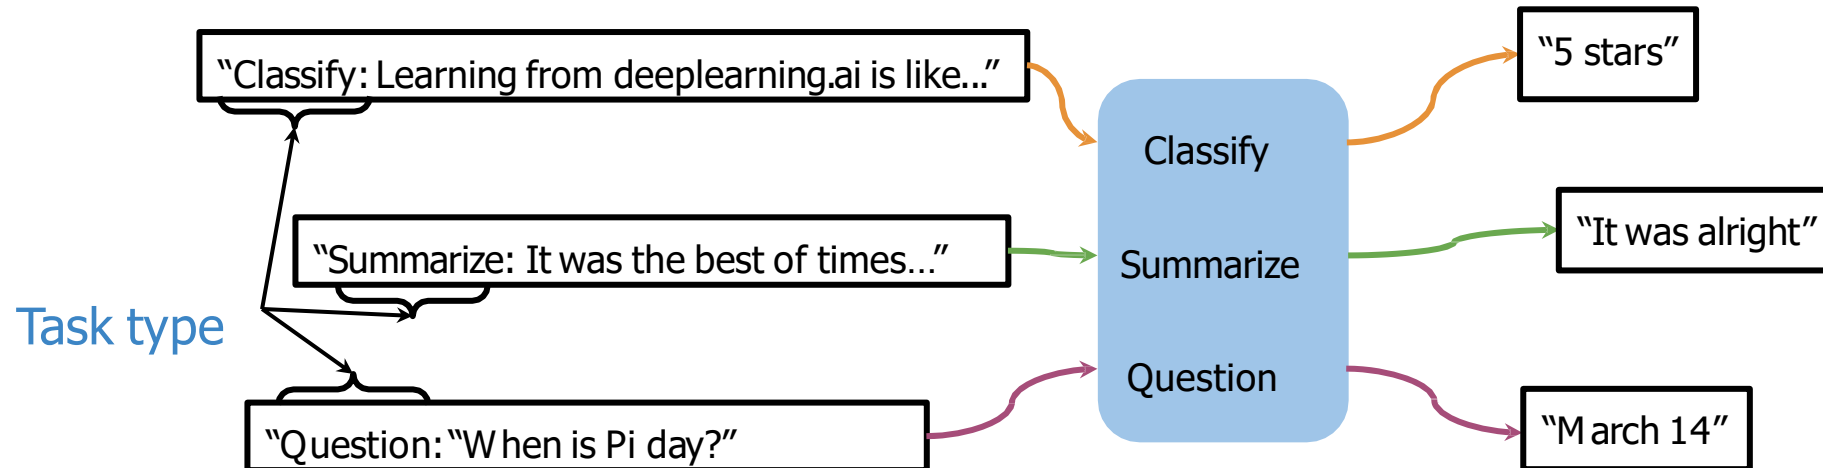 “Classify: Learning from deeplearning.ai is like...”
“5 stars”
Classify
“Summarize: It was the best of times...”
“It was alright”
Summarize
Task type
Question
“Question: “When is Pi day?”
“March 14”